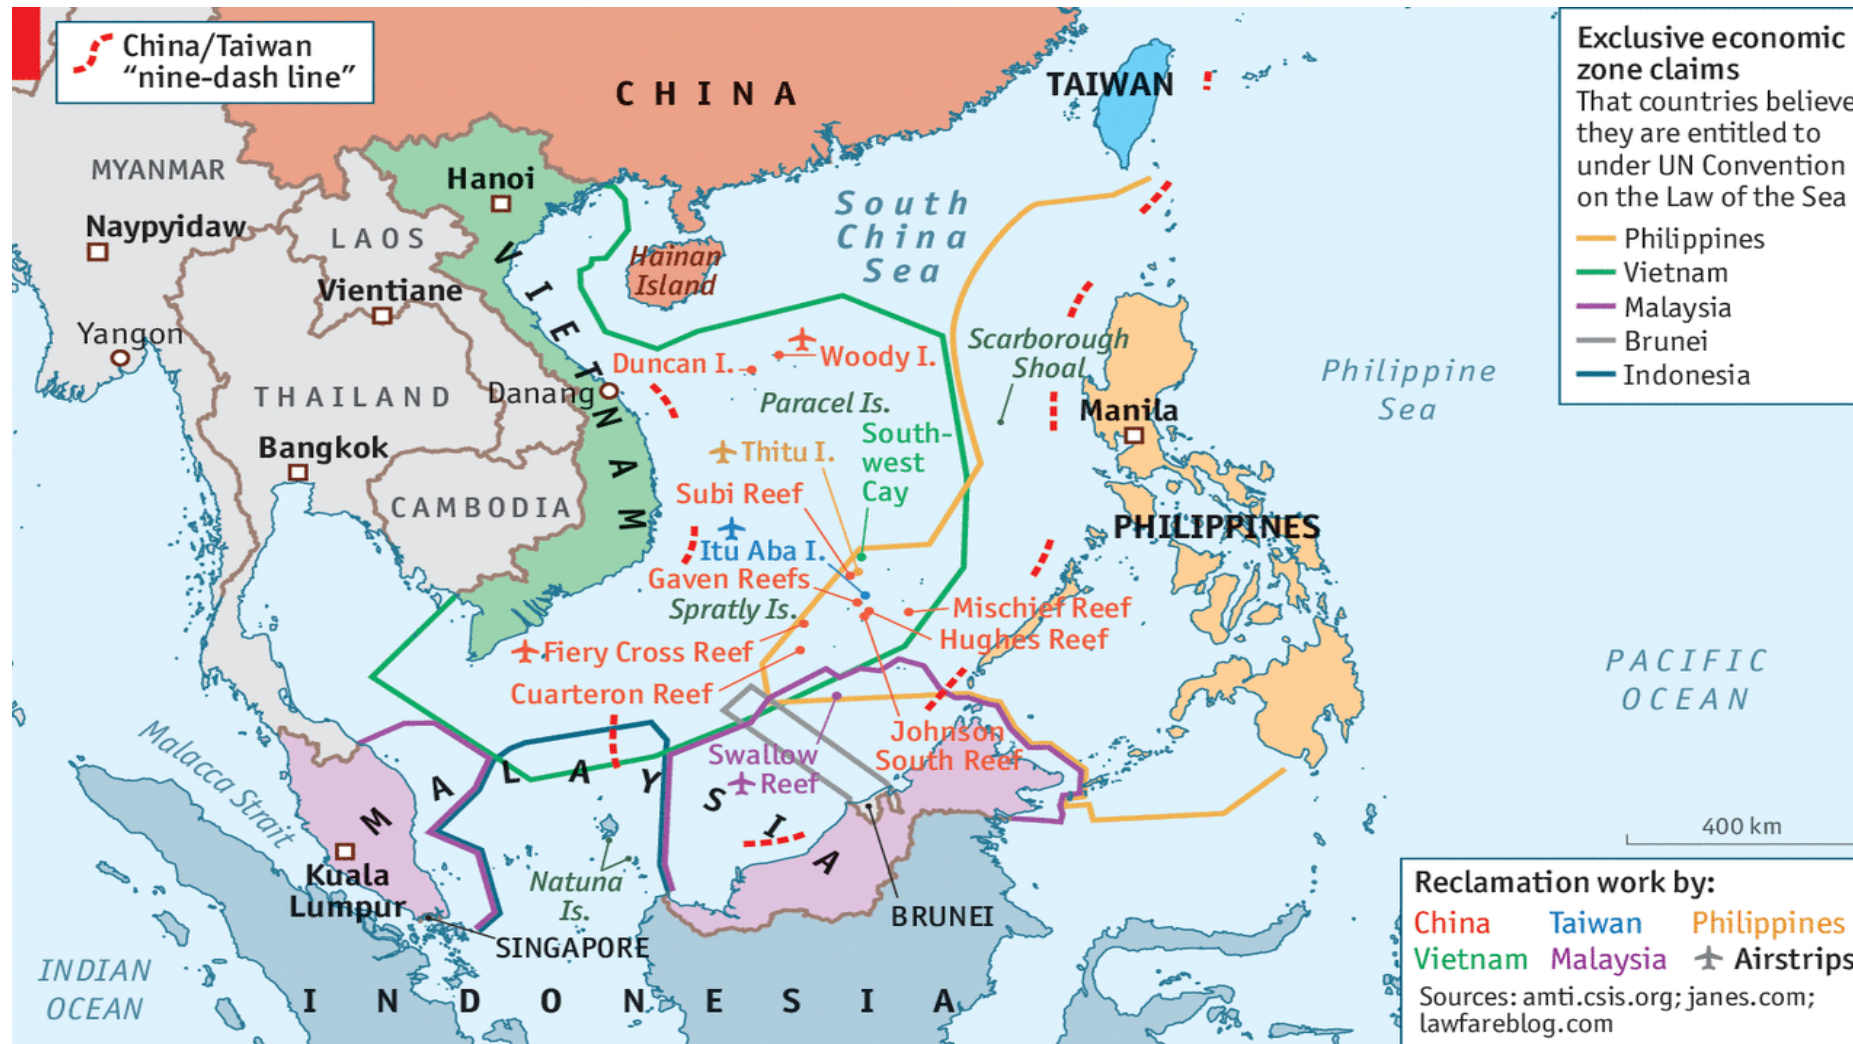 China/Taiwan
“nine-dash line”
CHINA
TAIWAN
Exclusive economic
zone claims
That countries believe
they are entitled to
under UN Convention
on the Law of the Sea
Philippines
Vietnam
Malaysia
Brunei
Indonesia
MYANMAR
Naypyidaw
Yangon
LAOS
Vientiane
THAILAND
Bangkok
CAMBODIA
Hanoi
VIETNAM
Danang
Hainan
Island
South
China
Sea
Duncan I.
Woody I.
Paracel Is.
Scarborough
Shoal
Manila
PHILIPPINES
Philippine
Sea
South-
west
Cay
Thitu I.
Subi Reef
Itu Aba I.
Gaven Reefs
Spratly Is.
Fiery Cross Reef
Cuarteron Reef
Mischief Reef
Hughes Reef
Johnson
South Reef
Swallow
Reef
PACIFIC
OCEAN
Malacca Strait
MALAYSIA
Kuala
Lumpur
Natuna
Is.
SINGAPORE
BRUNEI
INDIAN
OCEAN
INDONESIA
400 km
Reclamation work by:
China Taiwan Philippines
Vietnam Malaysia Airstrips
Sources: amti.csis.org; janes.com;
lawfareblog.com